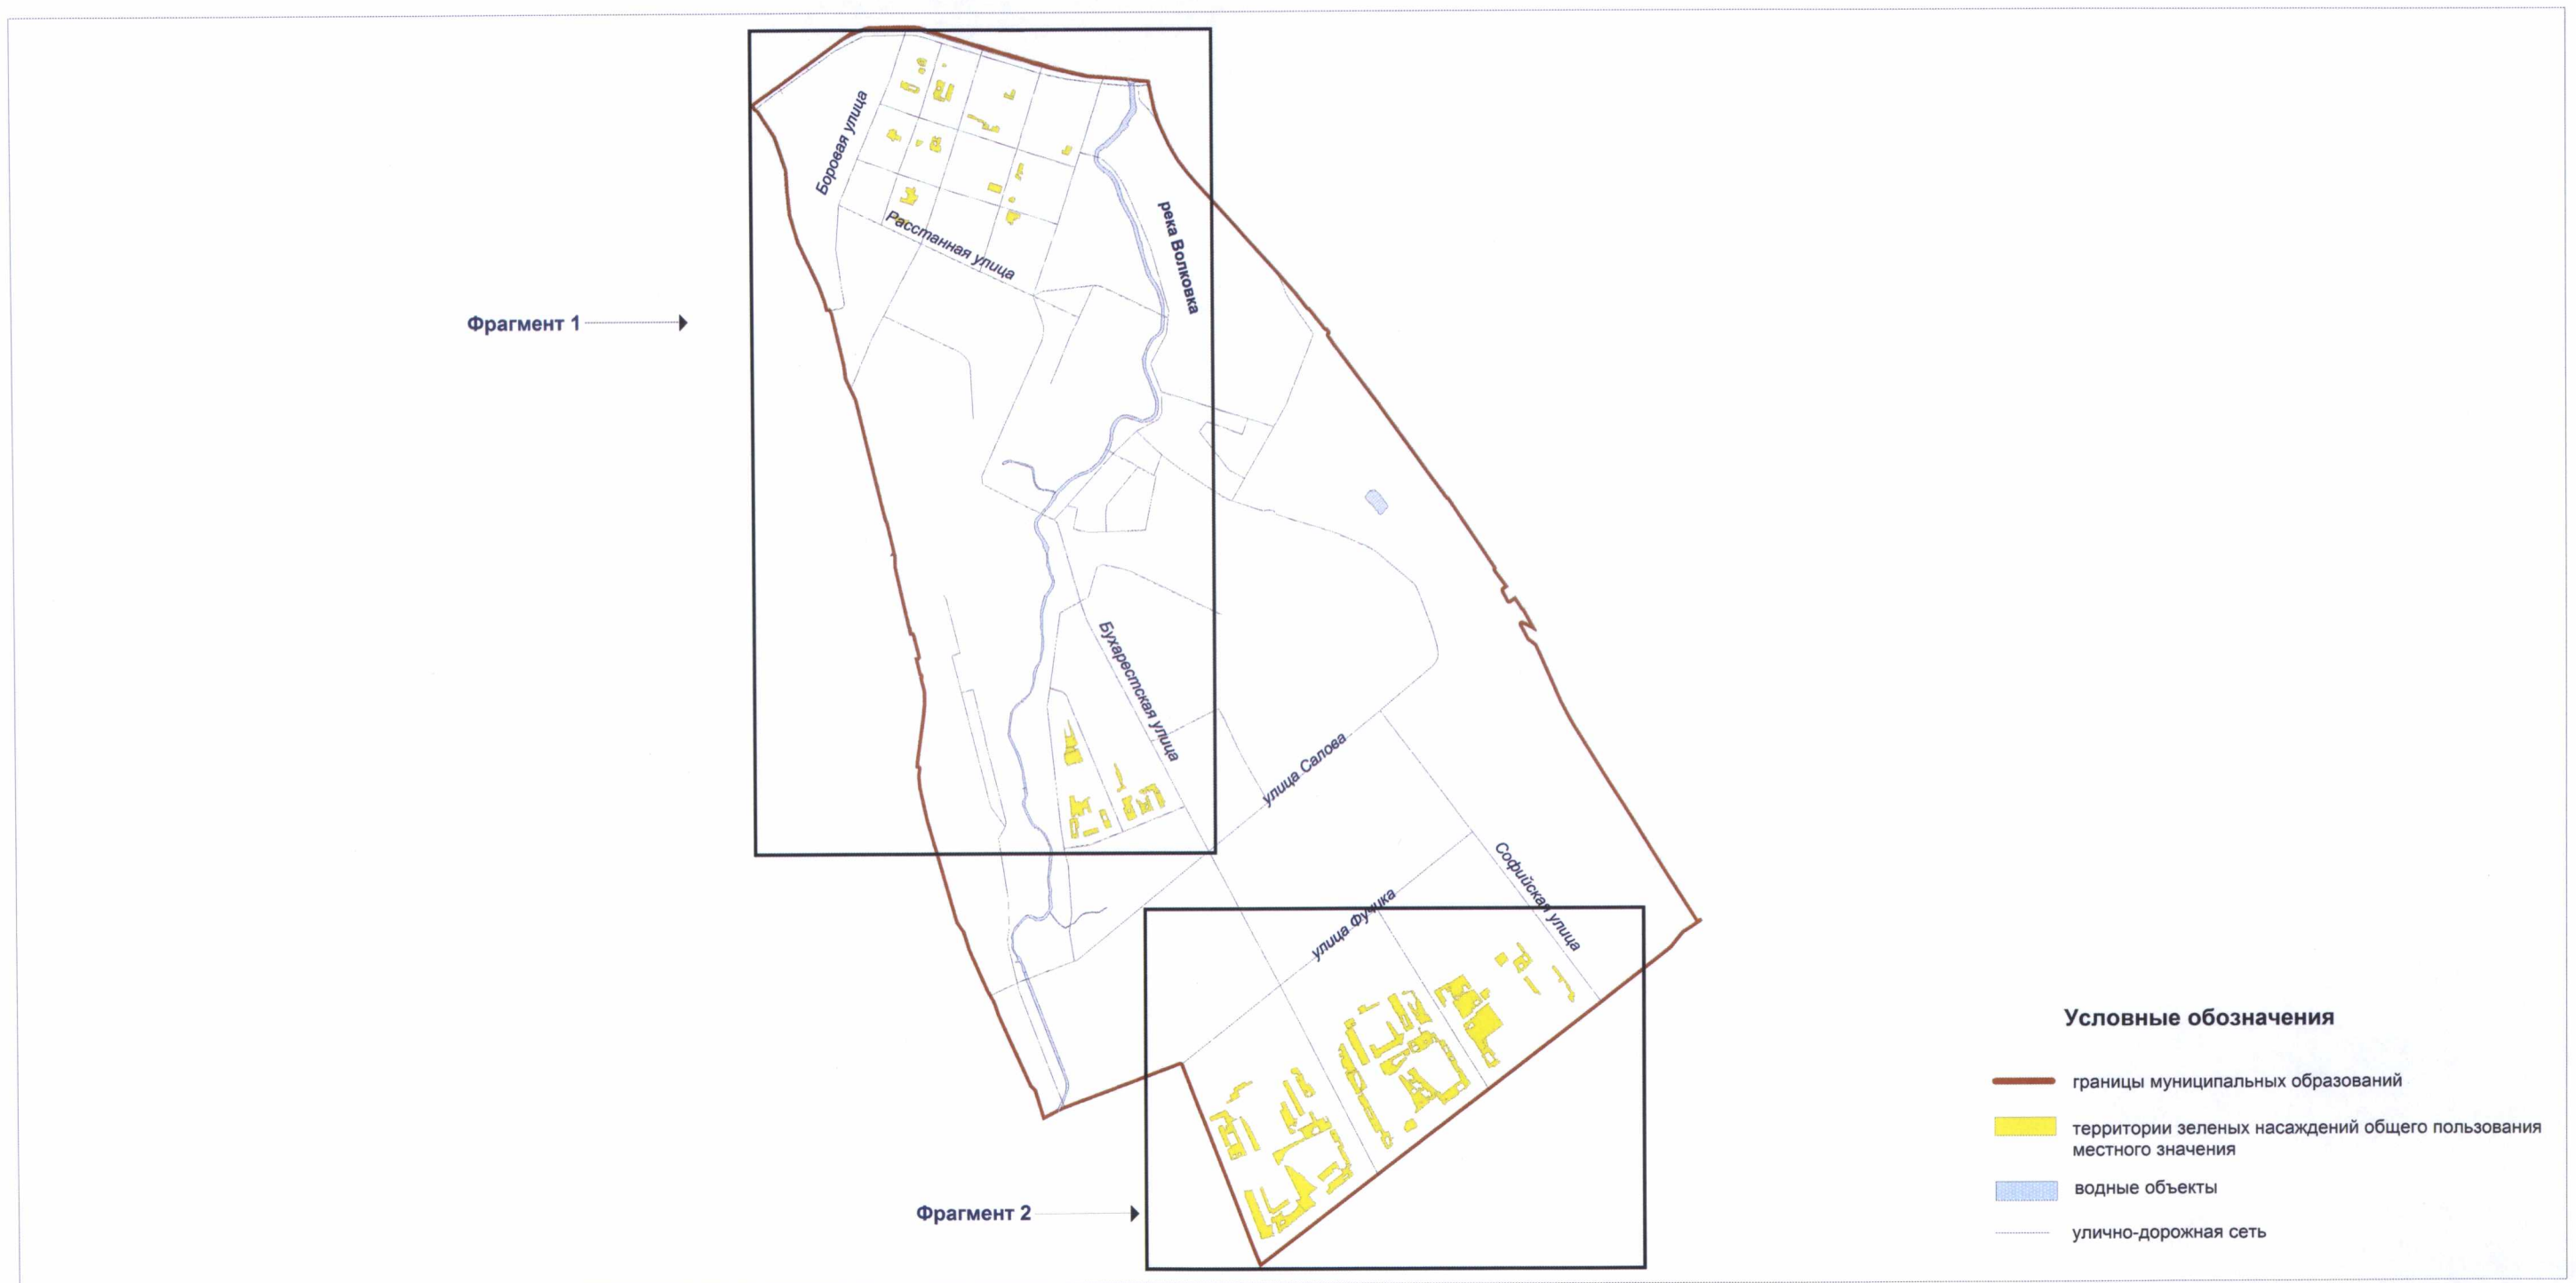 Боровая улица
Расстанная улица
река Волковка
Фрагмент 1
Бухарестская улица
улица Салова
Софийская улица
улица Фучика
Фрагмент 2
Условные обозначения
границы муниципальных образований
территории зеленых насаждений общего пользования
местного значения
водные объекты
улично-дорожная сеть